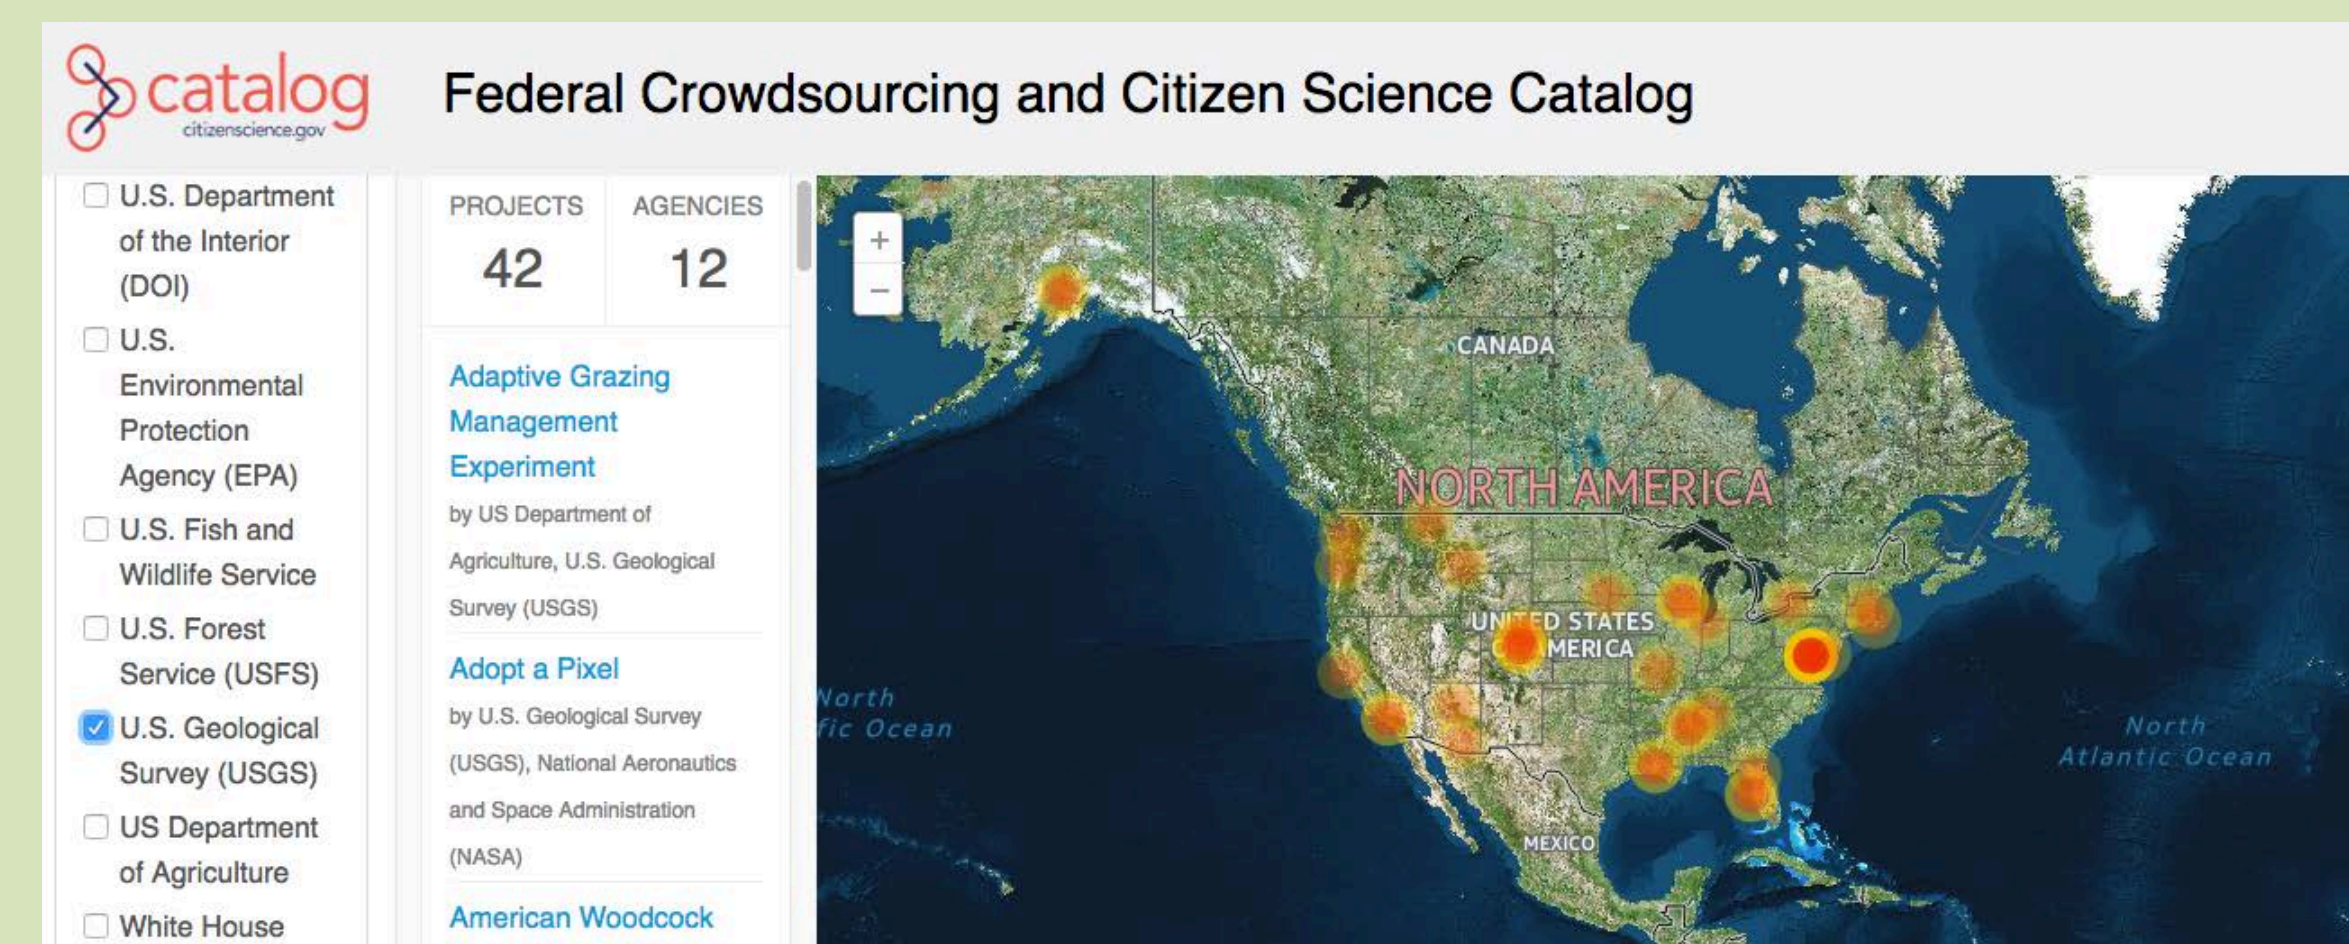 catalog
citizenscience.gov
Federal Crowdsourcing and Citizen Science Catalog
U.S. Department
of the Interior
(DOI)
U.S.
Environmental
Protection
Agency (EPA)
U.S. Fish and
Wildlife Service
U.S. Forest
Service (USFS)
U.S. Geological
Survey (USGS)
US Department
of Agriculture
White House
PROJECTS
42
AGENCIES
12
Adaptive Grazing
Management
Experiment
by US Department of
Agriculture, U.S. Geological
Survey (USGS)
Adopt a Pixel
by U.S. Geological Survey
(USGS), National Aeronautics
and Space Administration
(NASA)
American Woodcock
+
−
CANADA
NORTH AMERICA
UNITED STATES
MERICA
North
fic Ocean
North
Atlantic Ocean
MEXICO